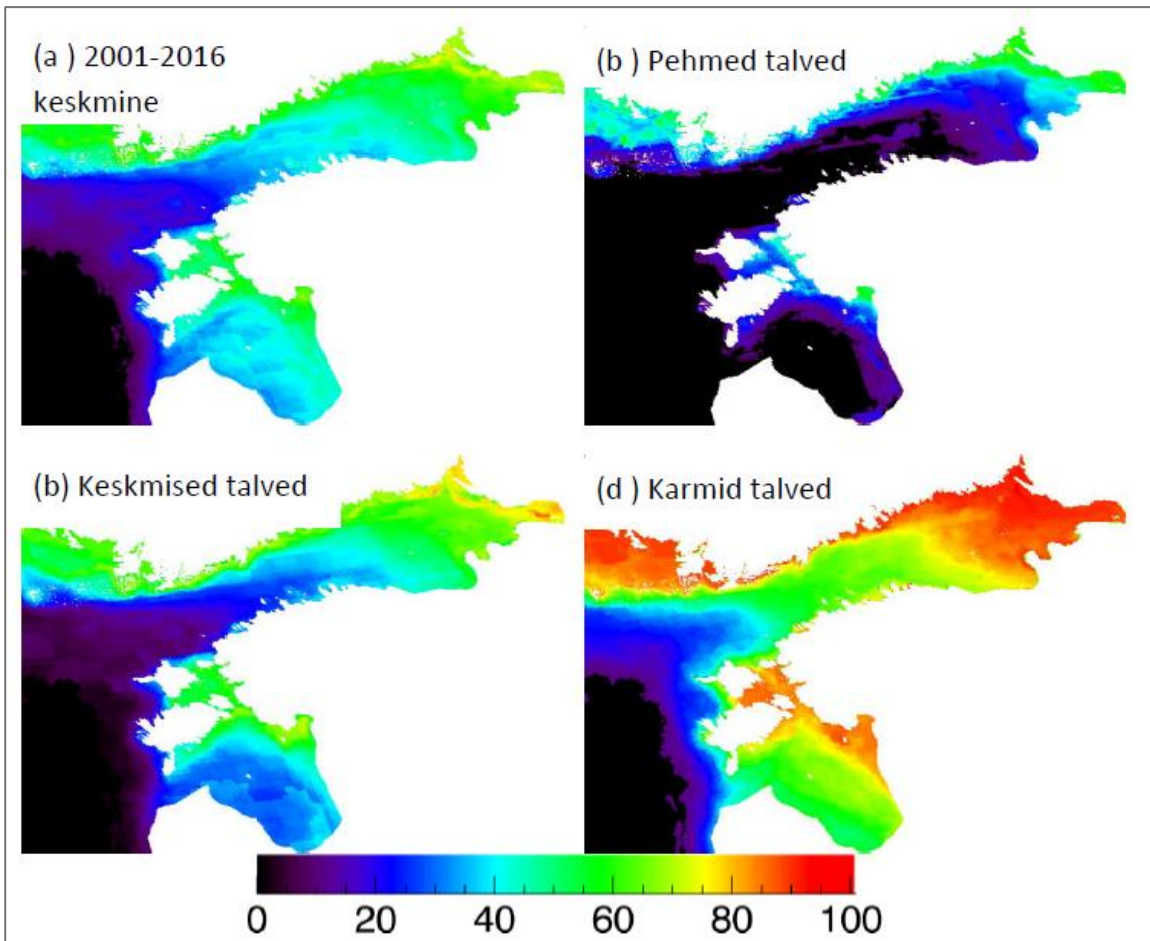 (a ) 2001-2016
keskmine
(b ) Pehmed talved
(b) Keskmised talved
(d ) Karmid talved
0 20 40 60 80 100